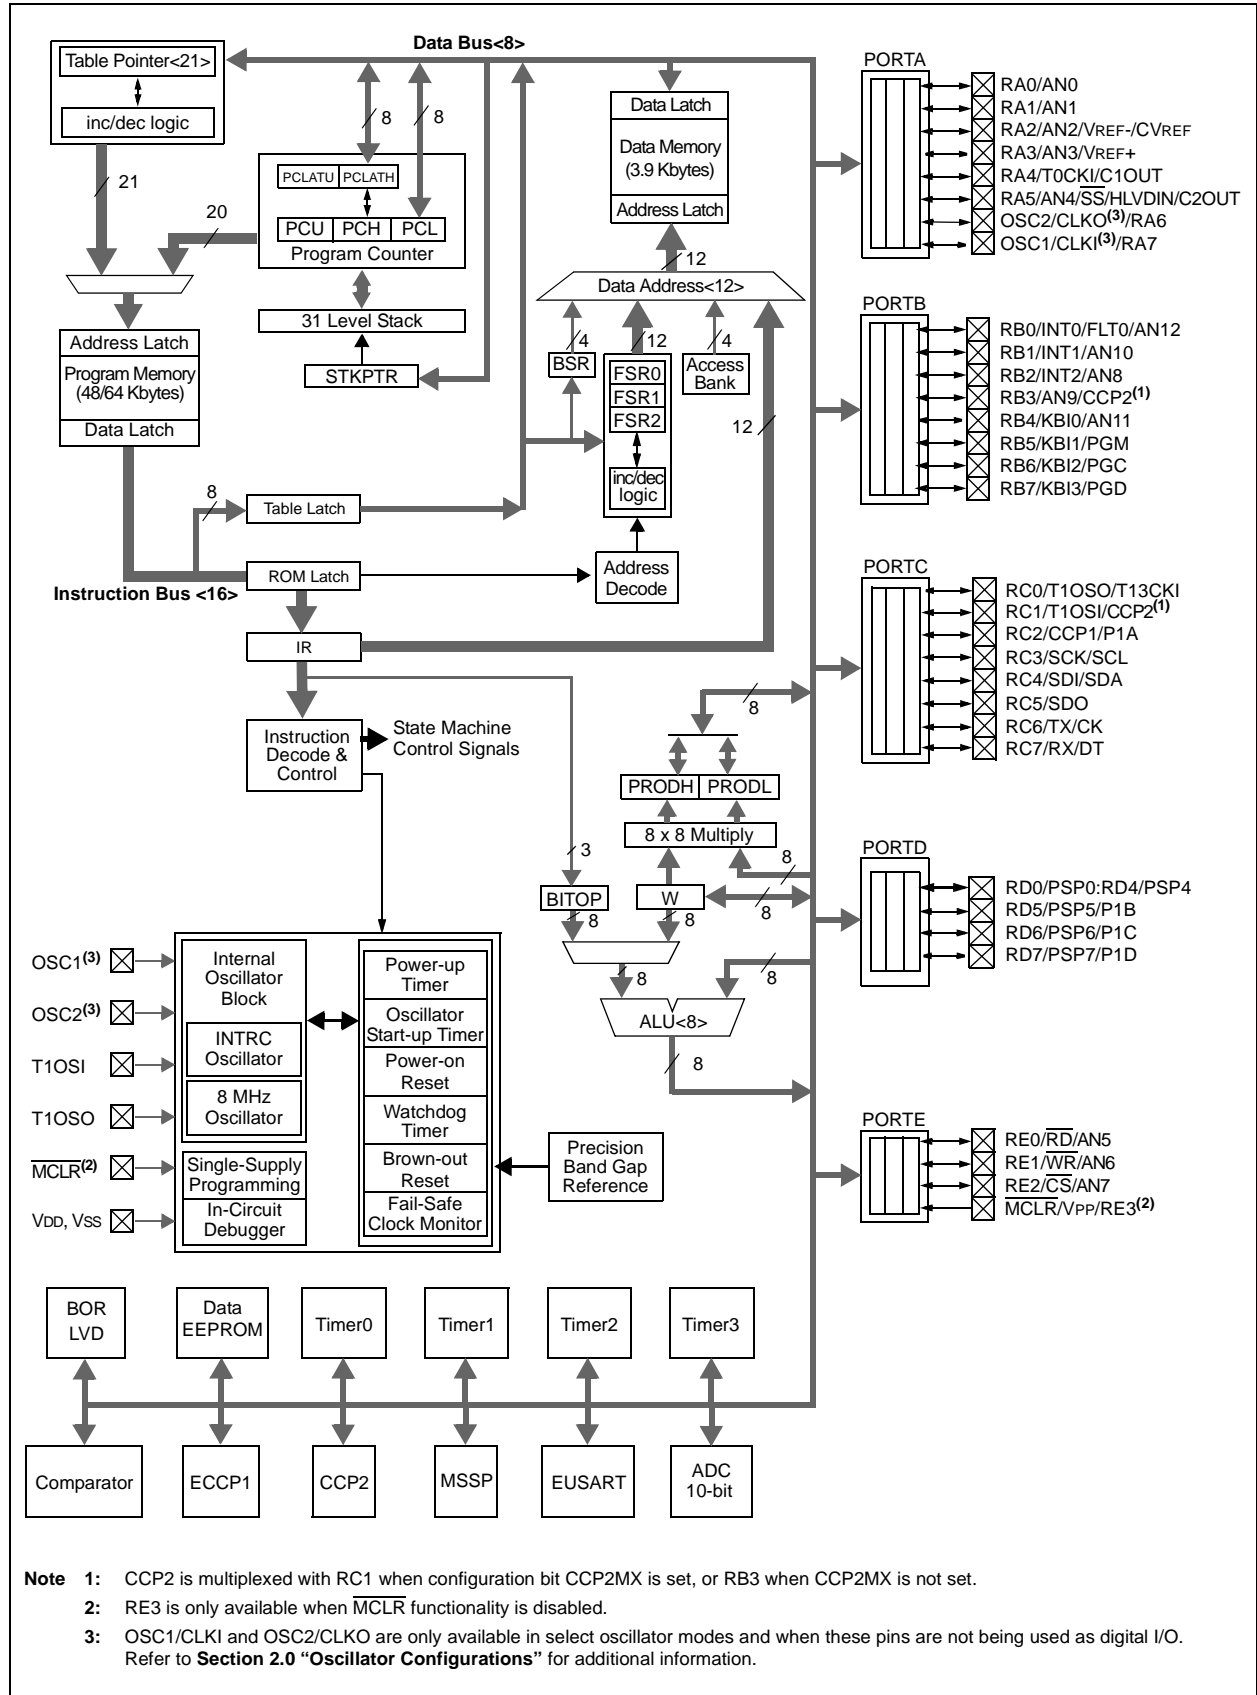 Data Bus<8>
Table Pointer<21>
inc/dec logic
21
20
8
8
PCLATU PCLATH
PCU PCH PCL
Program Counter
31 Level Stack
STKPTR
Address Latch
Program Memory
(48/64 Kbytes)
Data Latch
8
Table Latch
ROM Latch
Instruction Bus <16>
IR
Instruction
Decode &
Control
State Machine
Control Signals
Data Latch
Data Memory
(3.9 Kbytes)
Address Latch
12
Data Address<12>
4
12
4
BSR
FSR0
FSR1
FSR2
inc/dec
logic
Access
Bank
12
Address
Decode
8
PRODH PRODL
8 x 8 Multiply
3
8
BITOP
W
8
8
8
8
8
ALU<8>
8
PORTA
RA0/AN0
RA1/AN1
RA2/AN2/VREF-/CVREF
RA3/AN3/VREF+
RA4/T0CKI/C1OUT
RA5/AN4/SS/HLVDIN/C2OUT
OSC2/CLKO(3)/RA6
OSC1/CLKI(3)/RA7
PORTB
RB0/INT0/FLT0/AN12
RB1/INT1/AN10
RB2/INT2/AN8
RB3/AN9/CCP2(1)
RB4/KBI0/AN11
RB5/KBI1/PGM
RB6/KBI2/PGC
RB7/KBI3/PGD
PORTC
RC0/T1OSO/T13CKI
RC1/T1OSI/CCP2(1)
RC2/CCP1/P1A
RC3/SCK/SCL
RC4/SDI/SDA
RC5/SDO
RC6/TX/CK
RC7/RX/DT
PORTD
RD0/PSP0:RD4/PSP4
RD5/PSP5/P1B
RD6/PSP6/P1C
RD7/PSP7/P1D
PORTE
RE0/RD/AN5
RE1/WR/AN6
RE2/CS/AN7
MCLR/VPP/RE3(2)
OSC1(3)
OSC2(3)
T1OSI
T1OSO
MCLR(2)
VDD, VSS
Internal
Oscillator
Block
INTRC
Oscillator
8 MHz
Oscillator
Single-Supply
Programming
In-Circuit
Debugger
Power-up
Timer
Oscillator
Start-up Timer
Power-on
Reset
Watchdog
Timer
Brown-out
Reset
Fail-Safe
Clock Monitor
Precision
Band Gap
Reference
BOR
LVD
Data
EEPROM
Timer0
Timer1
Timer2
Timer3
Comparator
ECCP1
CCP2
MSSP
EUSART
ADC
10-bit
Note 1: CCP2 is multiplexed with RC1 when configuration bit CCP2MX is set, or RB3 when CCP2MX is not set.
2: RE3 is only available when MCLR functionality is disabled.
3: OSC1/CLKI and OSC2/CLKO are only available in select oscillator modes and when these pins are not being used as digital I/O.
Refer to Section 2.0 “Oscillator Configurations” for additional information.